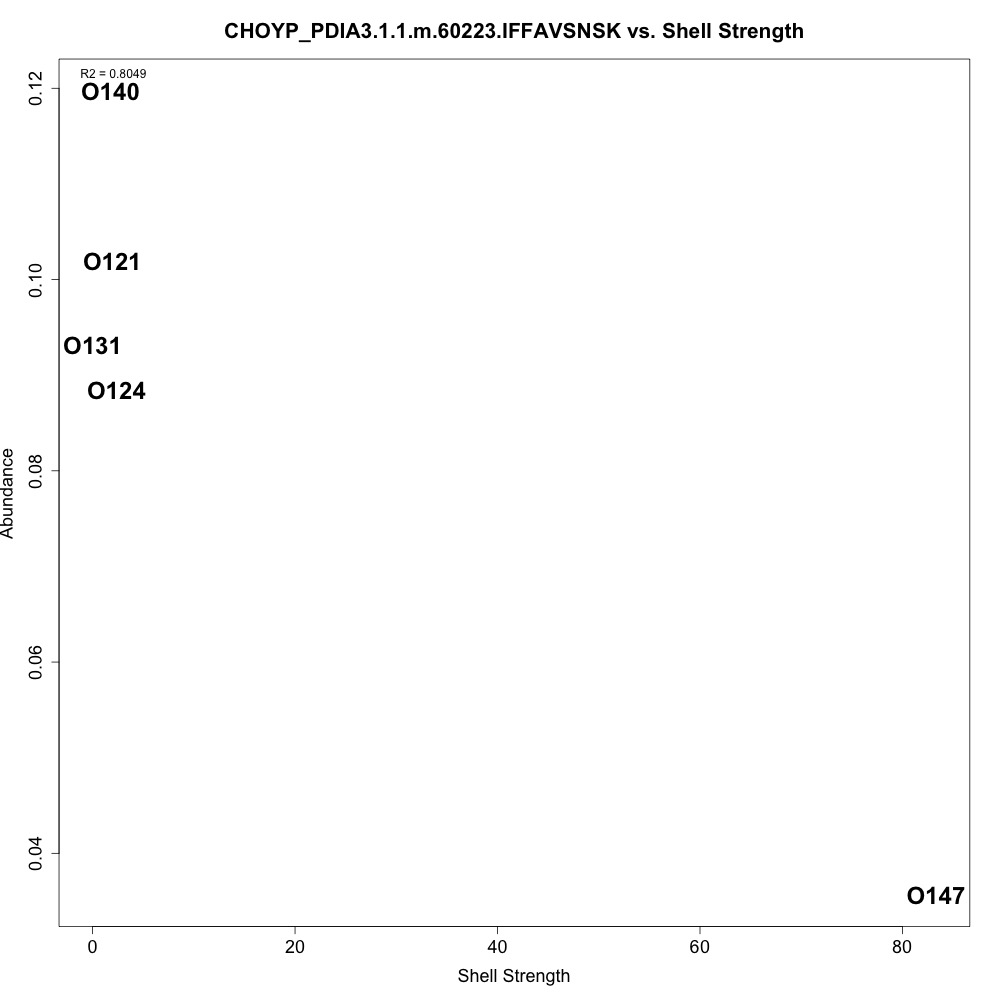 CHOYP_PDIA3.1.1.m.60223.IFFAVSNSK vs. Shell Strength
R2 = 0.8049
O140
O121
O131
O124
O147
0.12
0.10
0.08
0.06
0.04
Abundance
0 20 40 60 80
Shell Strength